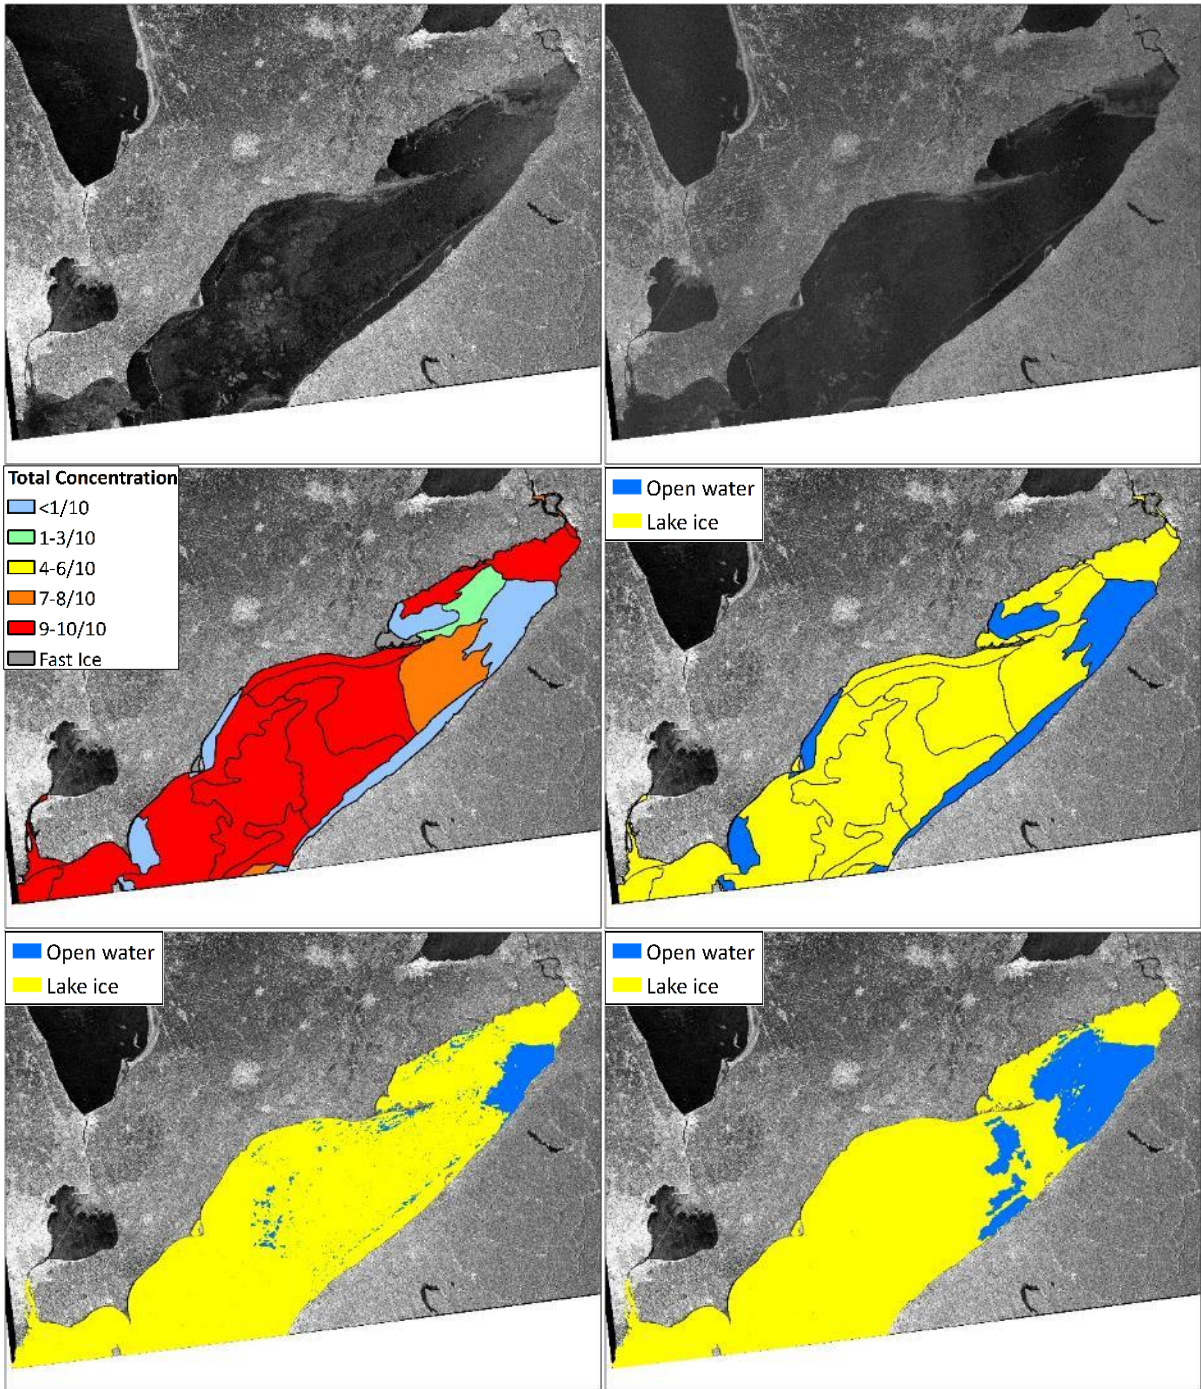 Total Concentration
<1/10
1-3/10
4-6/10
7-8/10
9-10/10
Fast Ice
Open water
Lake ice
Open water
Lake ice
Open water
Lake ice